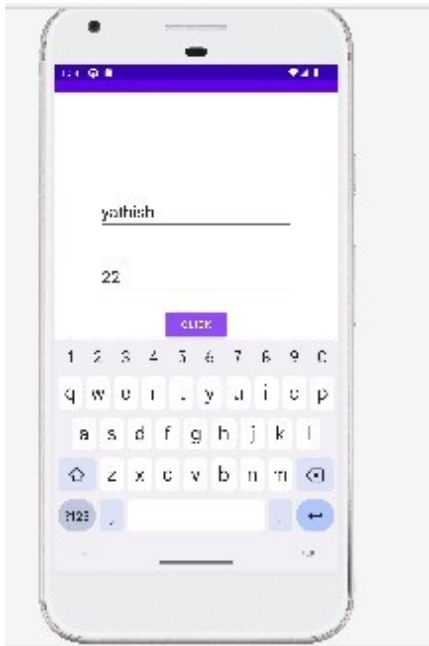 yathish
22
CLICK
1 2 3 4 5 6 7 8 9 0
q w e r t y u i o p
a s d f g h j k l
z x c v b n m
?123 , .